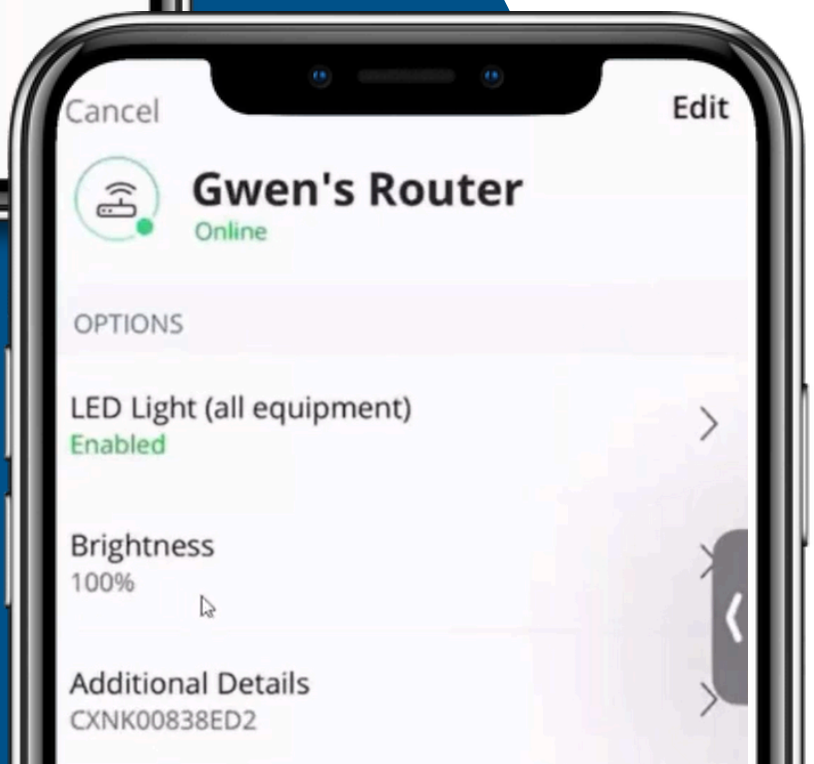 Cancel
Edit
Gwen's Router
Online
OPTIONS
LED Light (all equipment)
Enabled
Brightness
100%
Additional Details
CXNK00838ED2